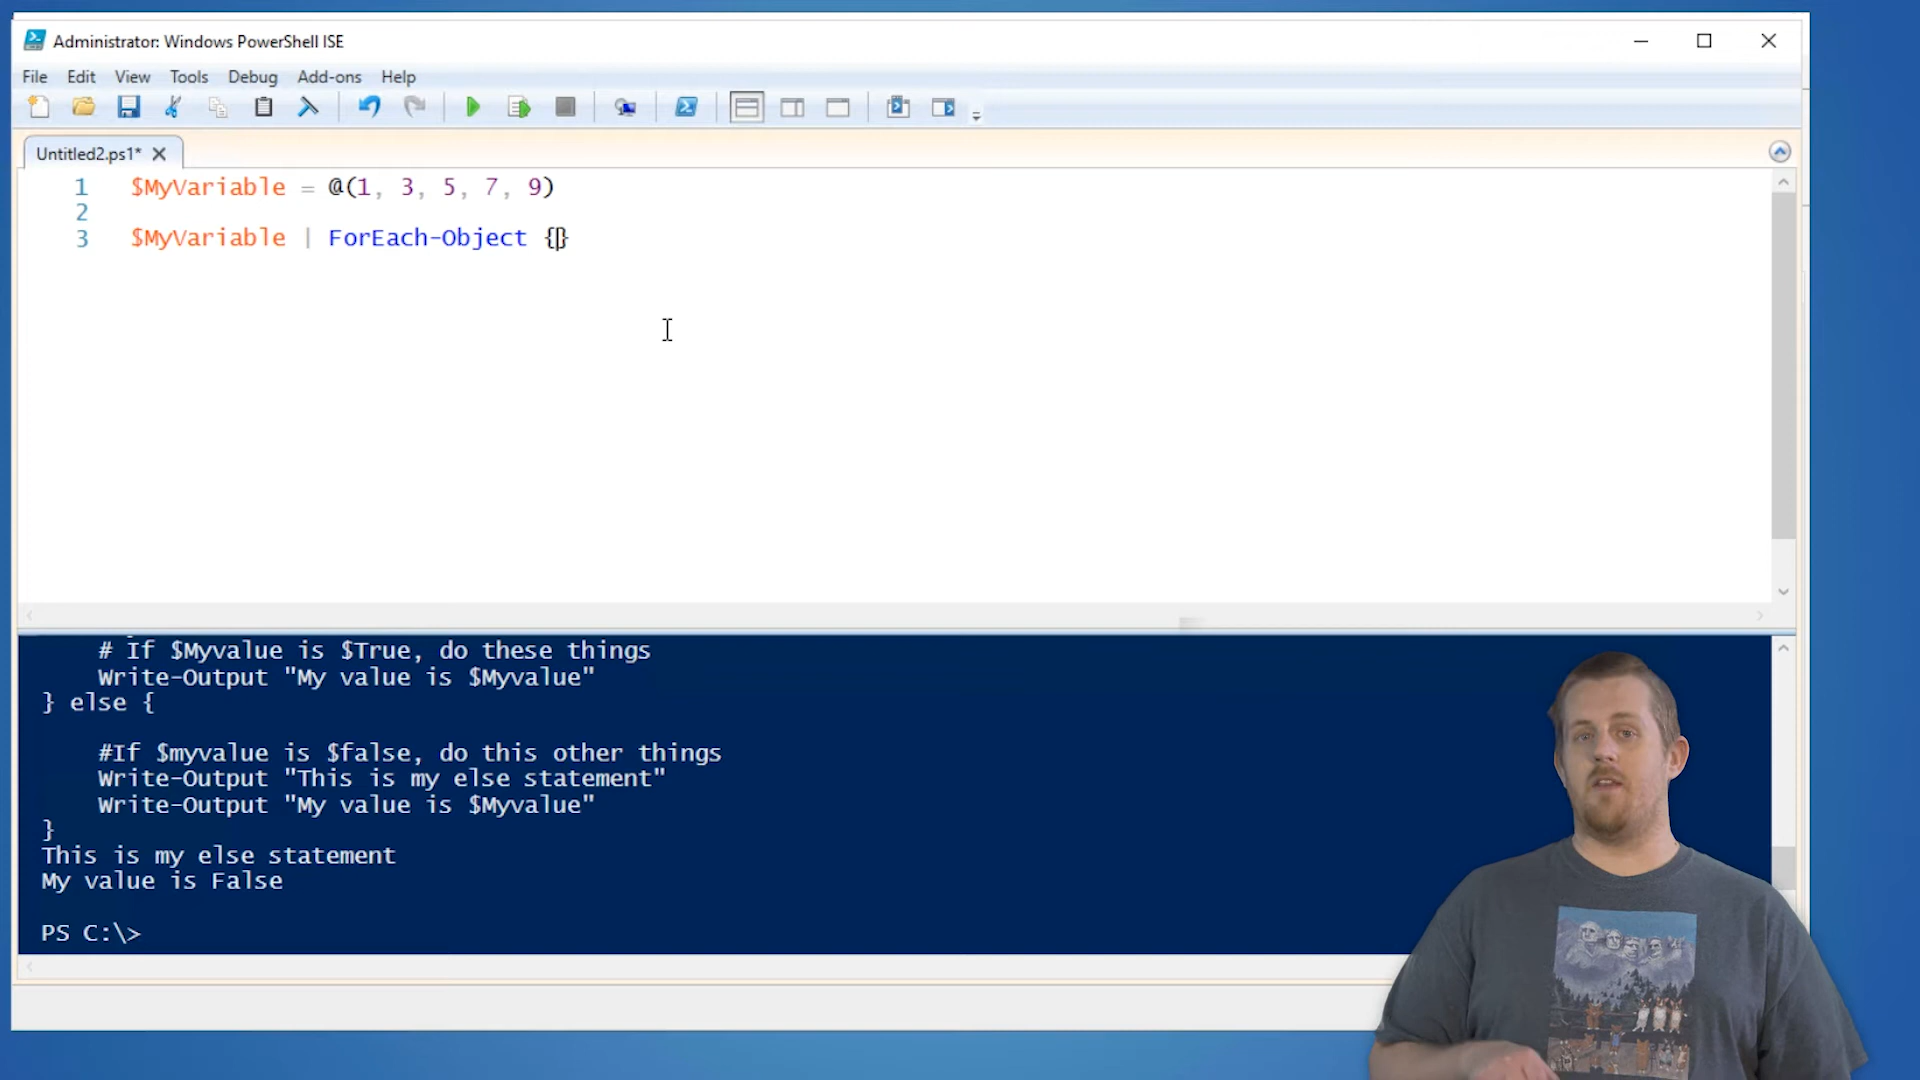 Administrator: Windows PowerShell ISE
File Edit View Tools Debug Add-ons Help
Untitled2.ps1*
1 $MyVariable = @(1, 3, 5, 7, 9)
2
3 $MyVariable | ForEach-Object {}
# If $Myvalue is $True, do these things
Write-Output "My value is $Myvalue"
} else {
#If $myvalue is $false, do this other things
Write-Output "This is my else statement"
Write-Output "My value is $Myvalue"
}
This is my else statement
My value is False
PS C:\>